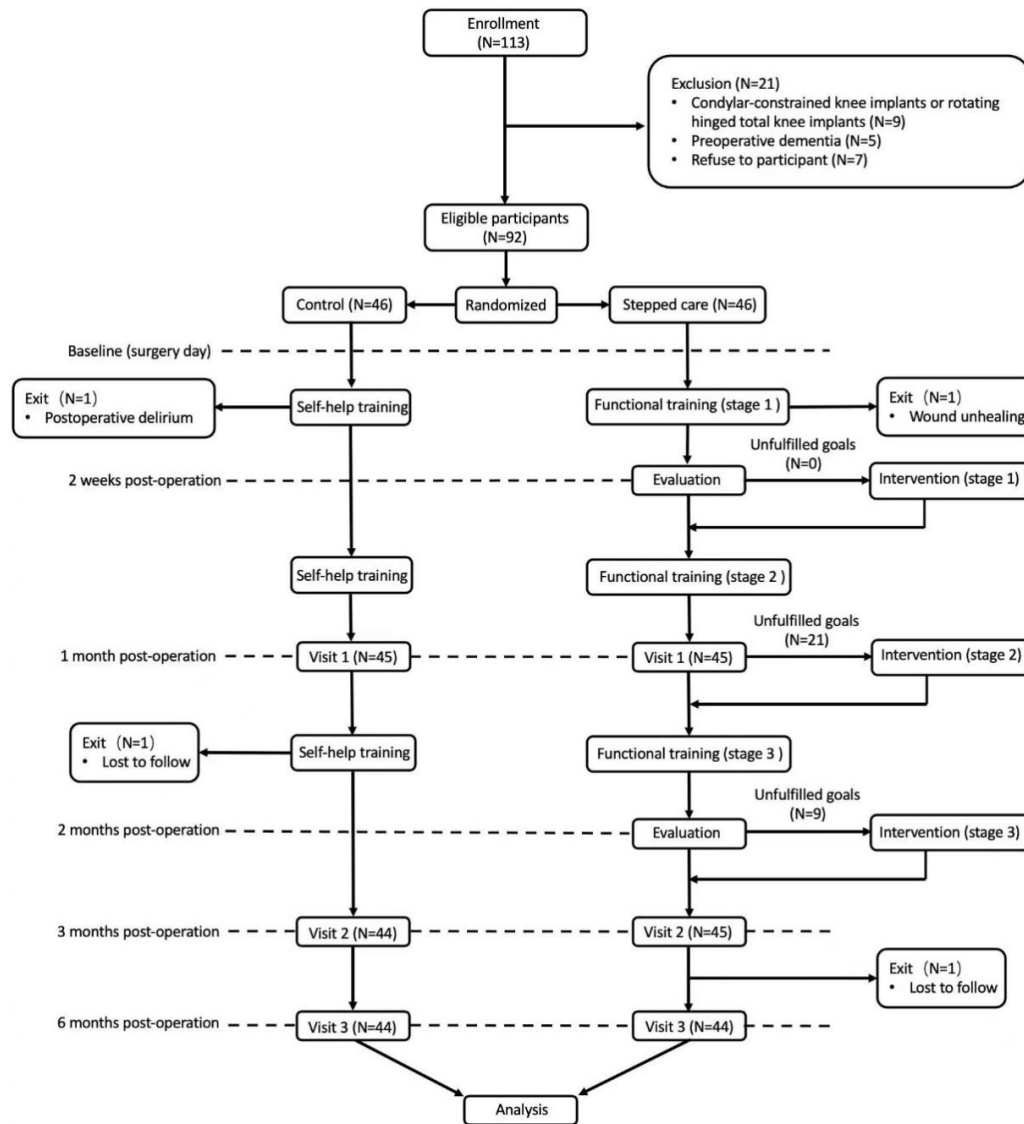 Enrollment
(N=113)
Exclusion (N=21)
• Condylar-constrained knee implants or rotating
hinged total knee implants (N=9)
• Preoperative dementia (N=5)
• Refuse to participant (N=7)
Eligible participants
(N=92)
Control (N=46)
Randomized
Stepped care (N=46)
Baseline (surgery day)
Exit （N=1）
• Postoperative delirium
Self-help training
Functional training (stage 1 )
Exit （N=1）
• Wound unhealing
Unfulfilled goals
(N=0)
2 weeks post-operation
Evaluation
Intervention (stage 1)
Self-help training
Functional training (stage 2 )
Unfulfilled goals
(N=21)
1 month post-operation
Visit 1 (N=45)
Visit 1 (N=45)
Intervention (stage 2)
Exit （N=1）
• Lost to follow
Self-help training
Functional training (stage 3 )
Unfulfilled goals
(N=9)
2 months post-operation
Evaluation
Intervention (stage 3)
3 months post-operation
Visit 2 (N=44)
Visit 2 (N=45)
Exit （N=1）
• Lost to follow
6 months post-operation
Visit 3 (N=44)
Visit 3 (N=44)
Analysis